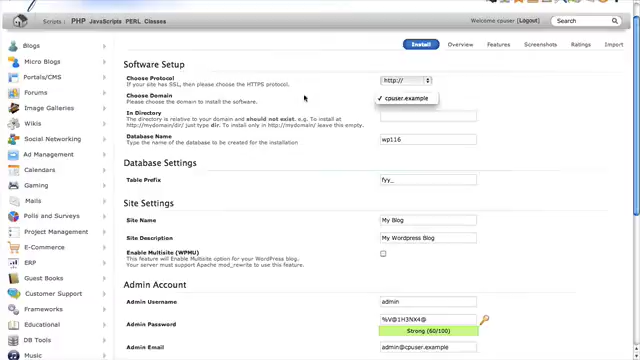 Scripts: PHP JavaScripts PERL Classes
Welcome cpuser [Logout]
Search
Install Overview Features Screenshots Ratings Import
Blogs
Micro Blogs
Portals/CMS
Forums
Image Galleries
Wikis
Social Networking
Ad Management
Calendars
Gaming
Mails
Polls and Surveys
Project Management
E-Commerce
ERP
Guest Books
Customer Support
Frameworks
Educational
DB Tools
Music
Software Setup
Choose Protocol
If your site has SSL, then please choose the HTTPS protocol.
http://
Choose Domain
Please choose the domain to install the software.
✓ cpuser.example
In Directory
The directory is relative to your domain and should not exist. e.g. To install at
http://mydomain/dir/ just type dir. To install only in http://mydomain/ leave this empty.
Database Name
Type the name of the database to be created for the installation
wp116
Database Settings
Table Prefix
fyy_
Site Settings
Site Name
My Blog
Site Description
My Wordpress Blog
Enable Multisite (WPMU)
This feature will Enable Multisite option for your WordPress blog.
Your server must support Apache mod_rewrite to use this feature.
Admin Account
Admin Username
admin
Admin Password
%V@1H3NX4@
Strong (60/100)
Admin Email
admin@cpuser.example